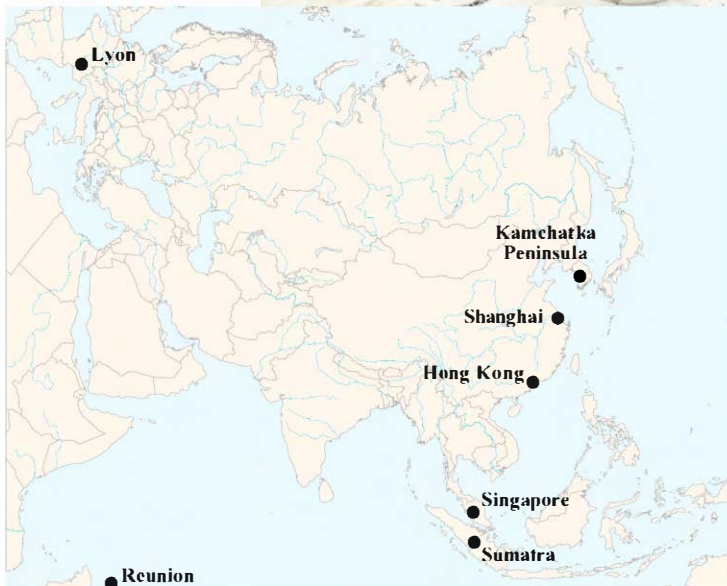 Lyon
Kamchatka
Peninsula
Shanghai
Hong Kong
Singapore
Sumatra
Reunion